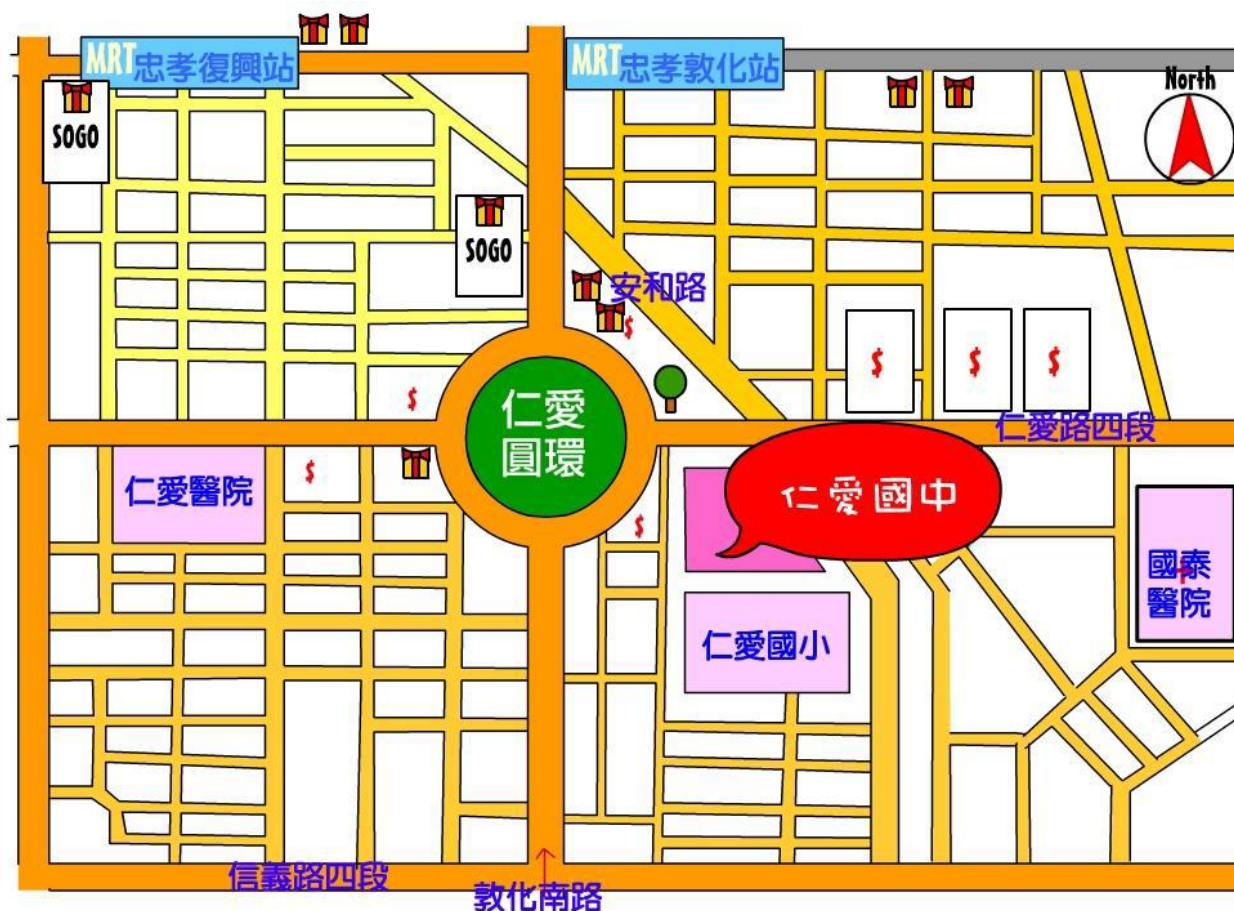 MRT忠孝復興站
MRT忠孝敦化站
North
SOGO
SOGO
安和路
$
$
$
$
$
仁愛
圓環
$
仁愛路四段
仁愛醫院
$
仁愛國中
$
國泰
醫院
仁愛國小
信義路四段
敦化南路